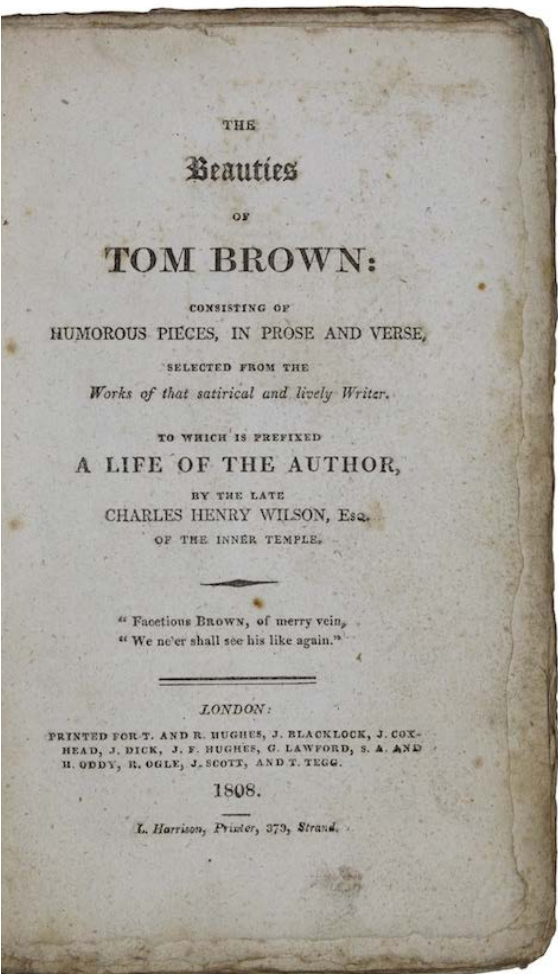 THE
Beauties
OF
TOM BROWN:
CONSISTING OF
HUMOROUS PIECES, IN PROSE AND VERSE,
SELECTED FROM THE
Works of that satirical and lively Writer.
TO WHICH IS PREFIXED
A LIFE OF THE AUTHOR,
BY THE LATE
CHARLES HENRY WILSON, Esq.
OF THE INNER TEMPLE.
“ Facetious BROWN, of merry vein,
“ We ne'er shall see his like again.”
LONDON:
PRINTED FOR T. AND R. HUGHES, J. BLACKLOCK, J. COX-
HEAD, J. DICK, J. F. HUGHES, G. LAWFORD, S. A. AND
H. ODDY, R. OGLE, J. SCOTT, AND T. TEGG.
1808.
L. Harrison, Printer, 373, Strand.